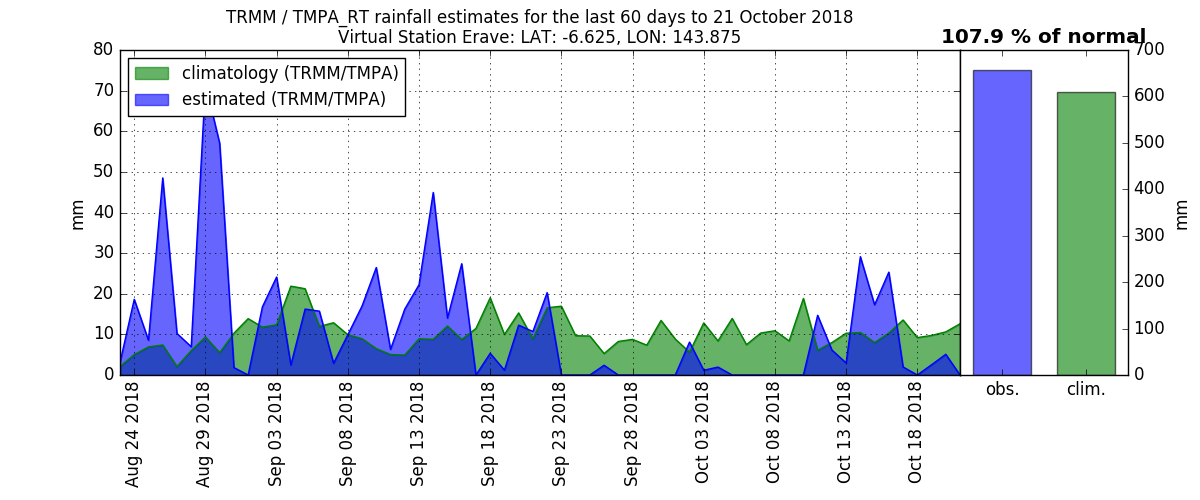 TRMM / TMPA_RT rainfall estimates for the last 60 days to 21 October 2018
Virtual Station Erave: LAT: -6.625, LON: 143.875
107.9 % of normal
climatology (TRMM/TMPA)
estimated (TRMM/TMPA)
80
70
60
50
40
30
20
10
0
mm
Aug 24 2018
Aug 29 2018
Sep 03 2018
Sep 08 2018
Sep 13 2018
Sep 18 2018
Sep 23 2018
Sep 28 2018
Oct 03 2018
Oct 08 2018
Oct 13 2018
Oct 18 2018
700
600
500
400
300
200
100
0
mm
obs.
clim.